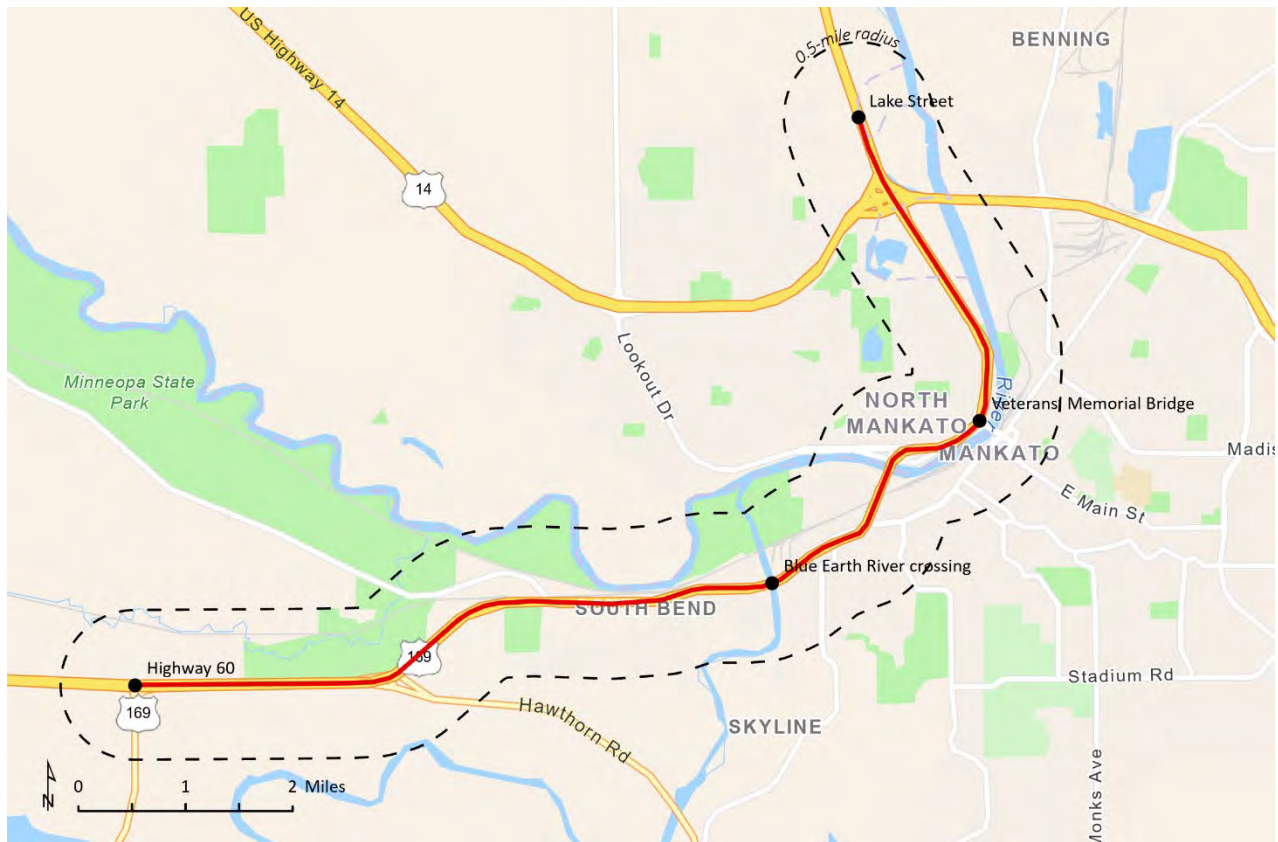 US Highway 14
0.5-mile radius
BENNING
Lake Street
14
Minneopa State
Park
Lookout Dr
River
NORTH
MANKATO
Veterans Memorial Bridge
MANKATO
Madis
E Main St
Blue Earth River crossing
SOUTH BEND
169
Highway 60
169
Stadium Rd
Hawthorn Rd
SKYLINE
Monks Ave
N
0 1 2 Miles